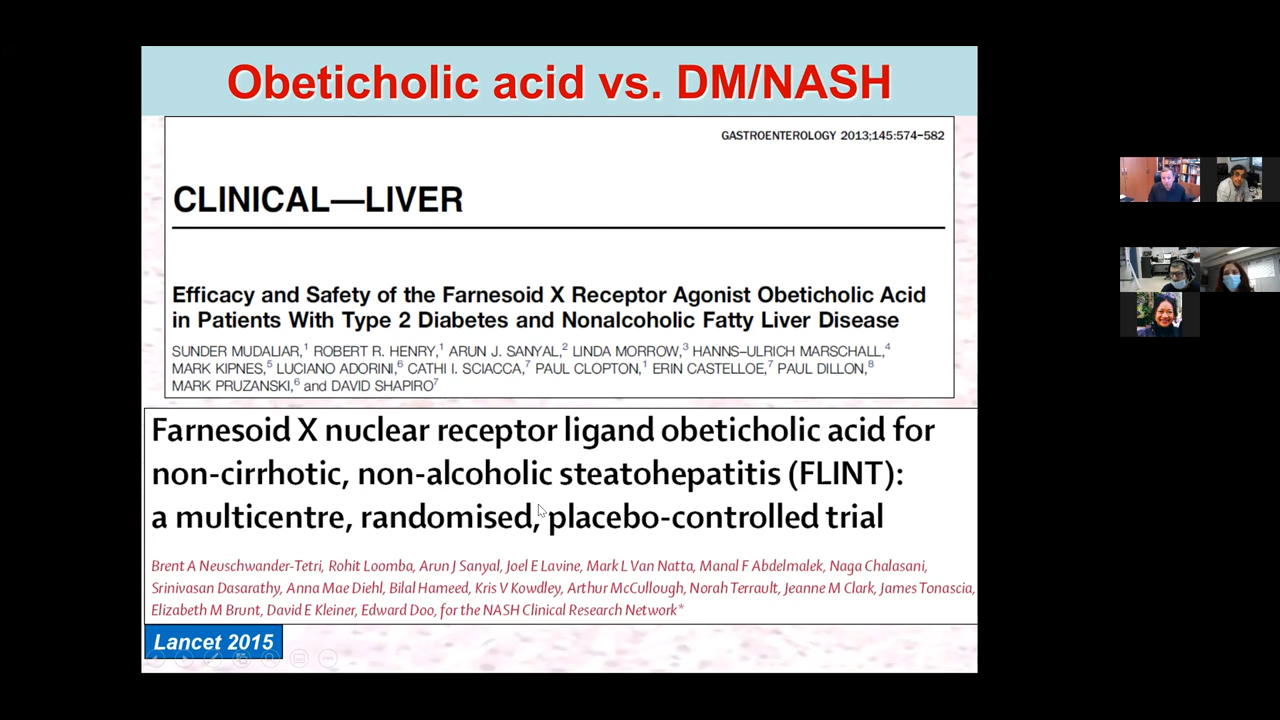 Obeticholic acid vs. DM/NASH
GASTROENTEROLOGY 2013;145:574–582
CLINICAL—LIVER
Efficacy and Safety of the Farnesoid X Receptor Agonist Obeticholic Acid
in Patients With Type 2 Diabetes and Nonalcoholic Fatty Liver Disease
SUNDER MUDALIAR,1 ROBERT R. HENRY,1 ARUN J. SANYAL,2 LINDA MORROW,3 HANNS–ULRICH MARSCHALL,4
MARK KIPNES,5 LUCIANO ADORINI,6 CATHI I. SCIACCA,7 PAUL CLOPTON,1 ERIN CASTELLOE,7 PAUL DILLON,8
MARK PRUZANSKI,6 and DAVID SHAPIRO7
Farnesoid X nuclear receptor ligand obeticholic acid for
non-cirrhotic, non-alcoholic steatohepatitis (FLINT):
a multicentre, randomised, placebo-controlled trial
Brent A Neuschwander-Tetri, Rohit Loomba, Arun J Sanyal, Joel E Lavine, Mark L Van Natta, Manal F Abdelmalek, Naga Chalasani,
Srinivasan Dasarathy, Anna Mae Diehl, Bilal Hameed, Kris V Kowdley, Arthur McCullough, Norah Terrault, Jeanne M Clark, James Tonascia,
Elizabeth M Brunt, David E Kleiner, Edward Doo, for the NASH Clinical Research Network*
Lancet 2015